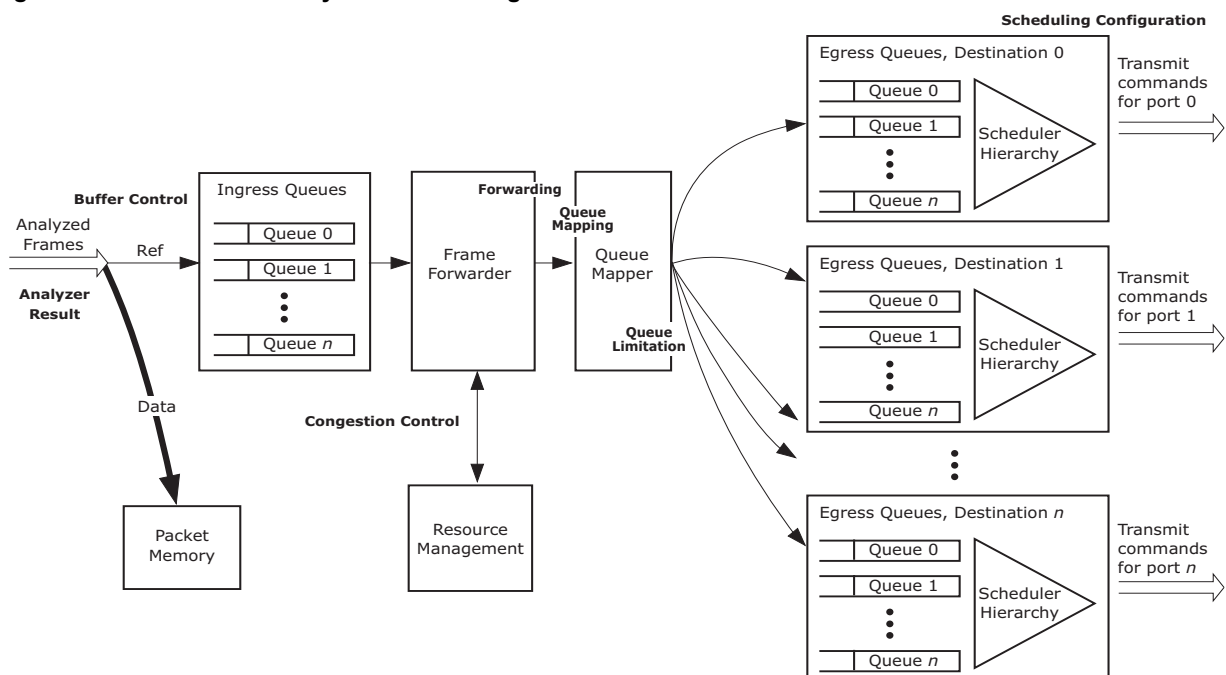 Scheduling Configuration
Egress Queues, Destination 0
Queue 0
Queue 1
Queue n
Scheduler
Hierarchy
Transmit
commands
for port 0
Buffer Control
Analyzed
Frames
Ref
Analyzer
Result
Data
Packet
Memory
Ingress Queues
Queue 0
Queue 1
Queue n
Forwarding
Frame
Forwarder
Congestion Control
Resource
Management
Queue
Mapping
Queue
Mapper
Queue
Limitation
Egress Queues, Destination 1
Queue 0
Queue 1
Queue n
Scheduler
Hierarchy
Transmit
commands
for port 1
Egress Queues, Destination n
Queue 0
Queue 1
Queue n
Scheduler
Hierarchy
Transmit
commands
for port n